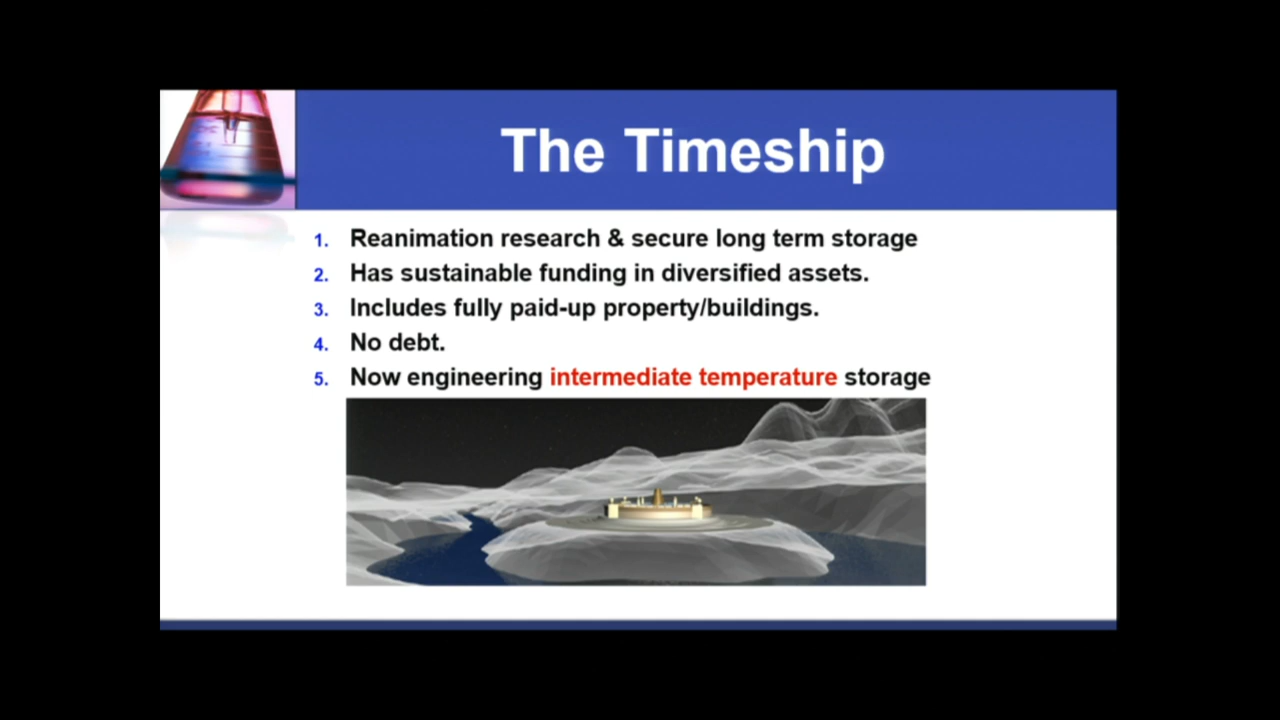 The Timeship
1. Reanimation research & secure long term storage
2. Has sustainable funding in diversified assets.
3. Includes fully paid-up property/buildings.
4. No debt.
5. Now engineering intermediate temperature storage